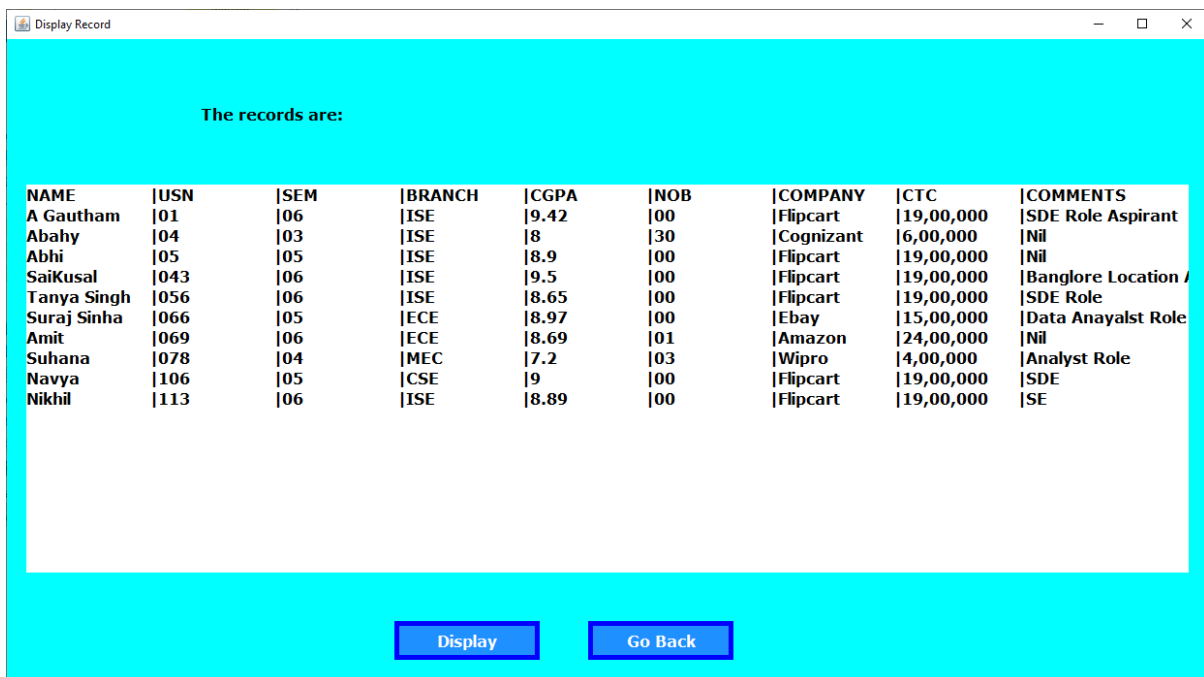 Display Record
The records are:
NAME |USN |SEM |BRANCH |CGPA |NOB |COMPANY |CTC |COMMENTS
A Gautham |01 |06 |ISE |9.42 |00 |Flipcart |19,00,000 |SDE Role Aspirant
Abahy |04 |03 |ISE |8 |30 |Cognizant |6,00,000 |Nil
Abhi |05 |05 |ISE |8.9 |00 |Flipcart |19,00,000 |Nil
SaiKusal |043 |06 |ISE |9.5 |00 |Flipcart |19,00,000 |Banglore Location
Tanya Singh |056 |06 |ISE |8.65 |00 |Flipcart |19,00,000 |SDE Role
Suraj Sinha |066 |05 |ECE |8.97 |00 |Ebay |15,00,000 |Data Anayalst Role
Amit |069 |06 |ECE |8.69 |01 |Amazon |24,00,000 |Nil
Suhana |078 |04 |MEC |7.2 |03 |Wipro |4,00,000 |Analyst Role
Navya |106 |05 |CSE |9 |00 |Flipcart |19,00,000 |SDE
Nikhil |113 |06 |ISE |8.89 |00 |Flipcart |19,00,000 |SE
Display Go Back